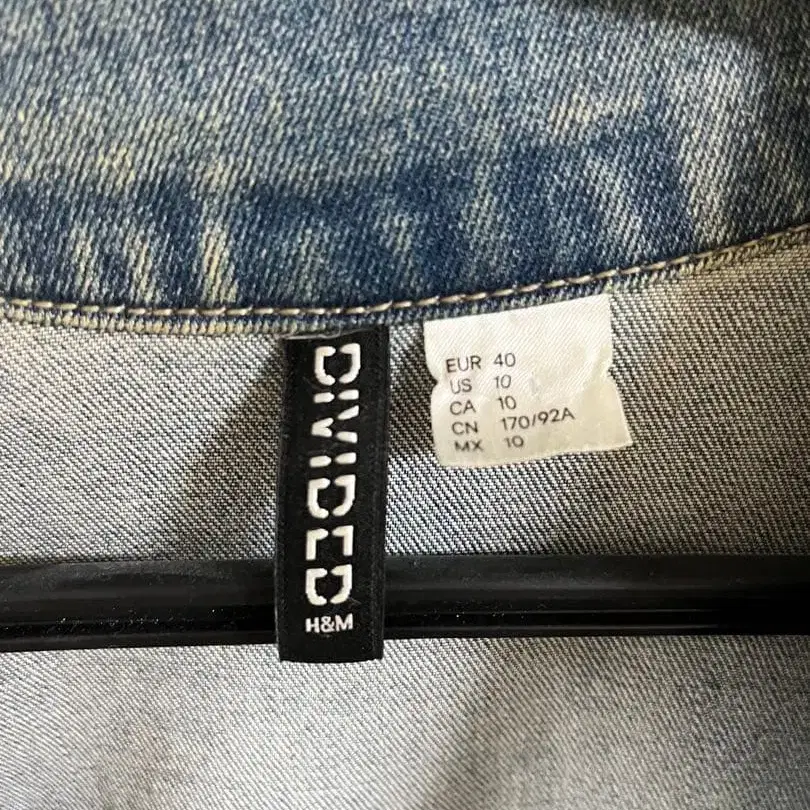 DIVIDED
H&M
EUR 40
US 10
CA 10
CN 170/92A
MX 10